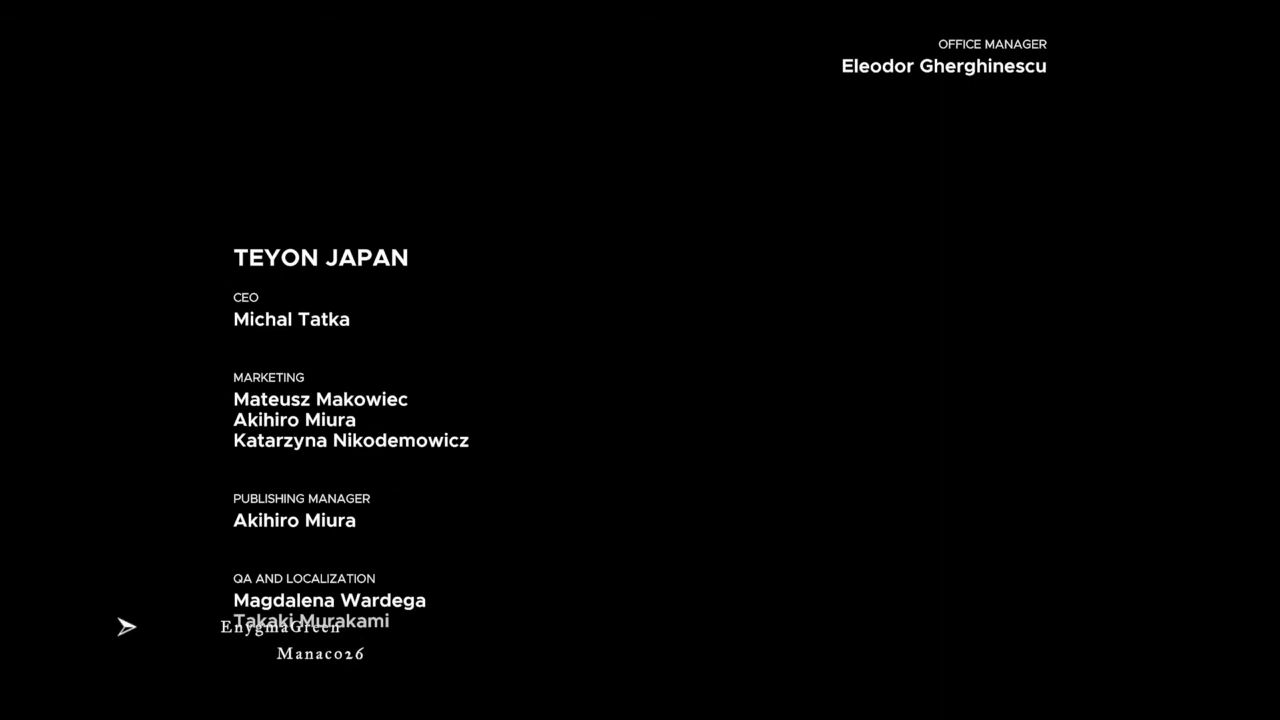 OFFICE MANAGER
Eleodor Gherghinescu
TEYON JAPAN
CEO
Michal Tatka
MARKETING
Mateusz Makowiec
Akihiro Miura
Katarzyna Nikodemowicz
PUBLISHING MANAGER
Akihiro Miura
QA AND LOCALIZATION
Magdalena Wardega
Takaki Murakami
EnygmaGreen
Manaco26